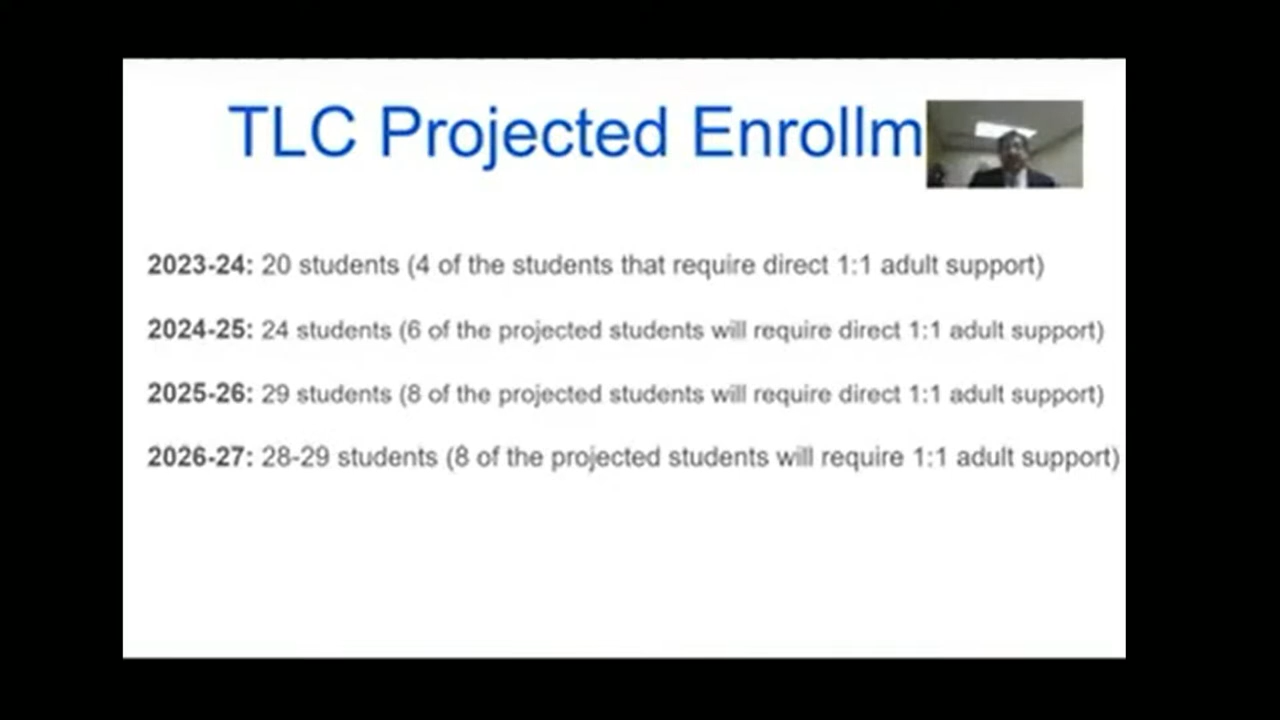 TLC Projected Enrollm
2023-24: 20 students (4 of the students that require direct 1:1 adult support)
2024-25: 24 students (6 of the projected students will require direct 1:1 adult support)
2025-26: 29 students (8 of the projected students will require direct 1:1 adult support)
2026-27: 28-29 students (8 of the projected students will require 1:1 adult support)